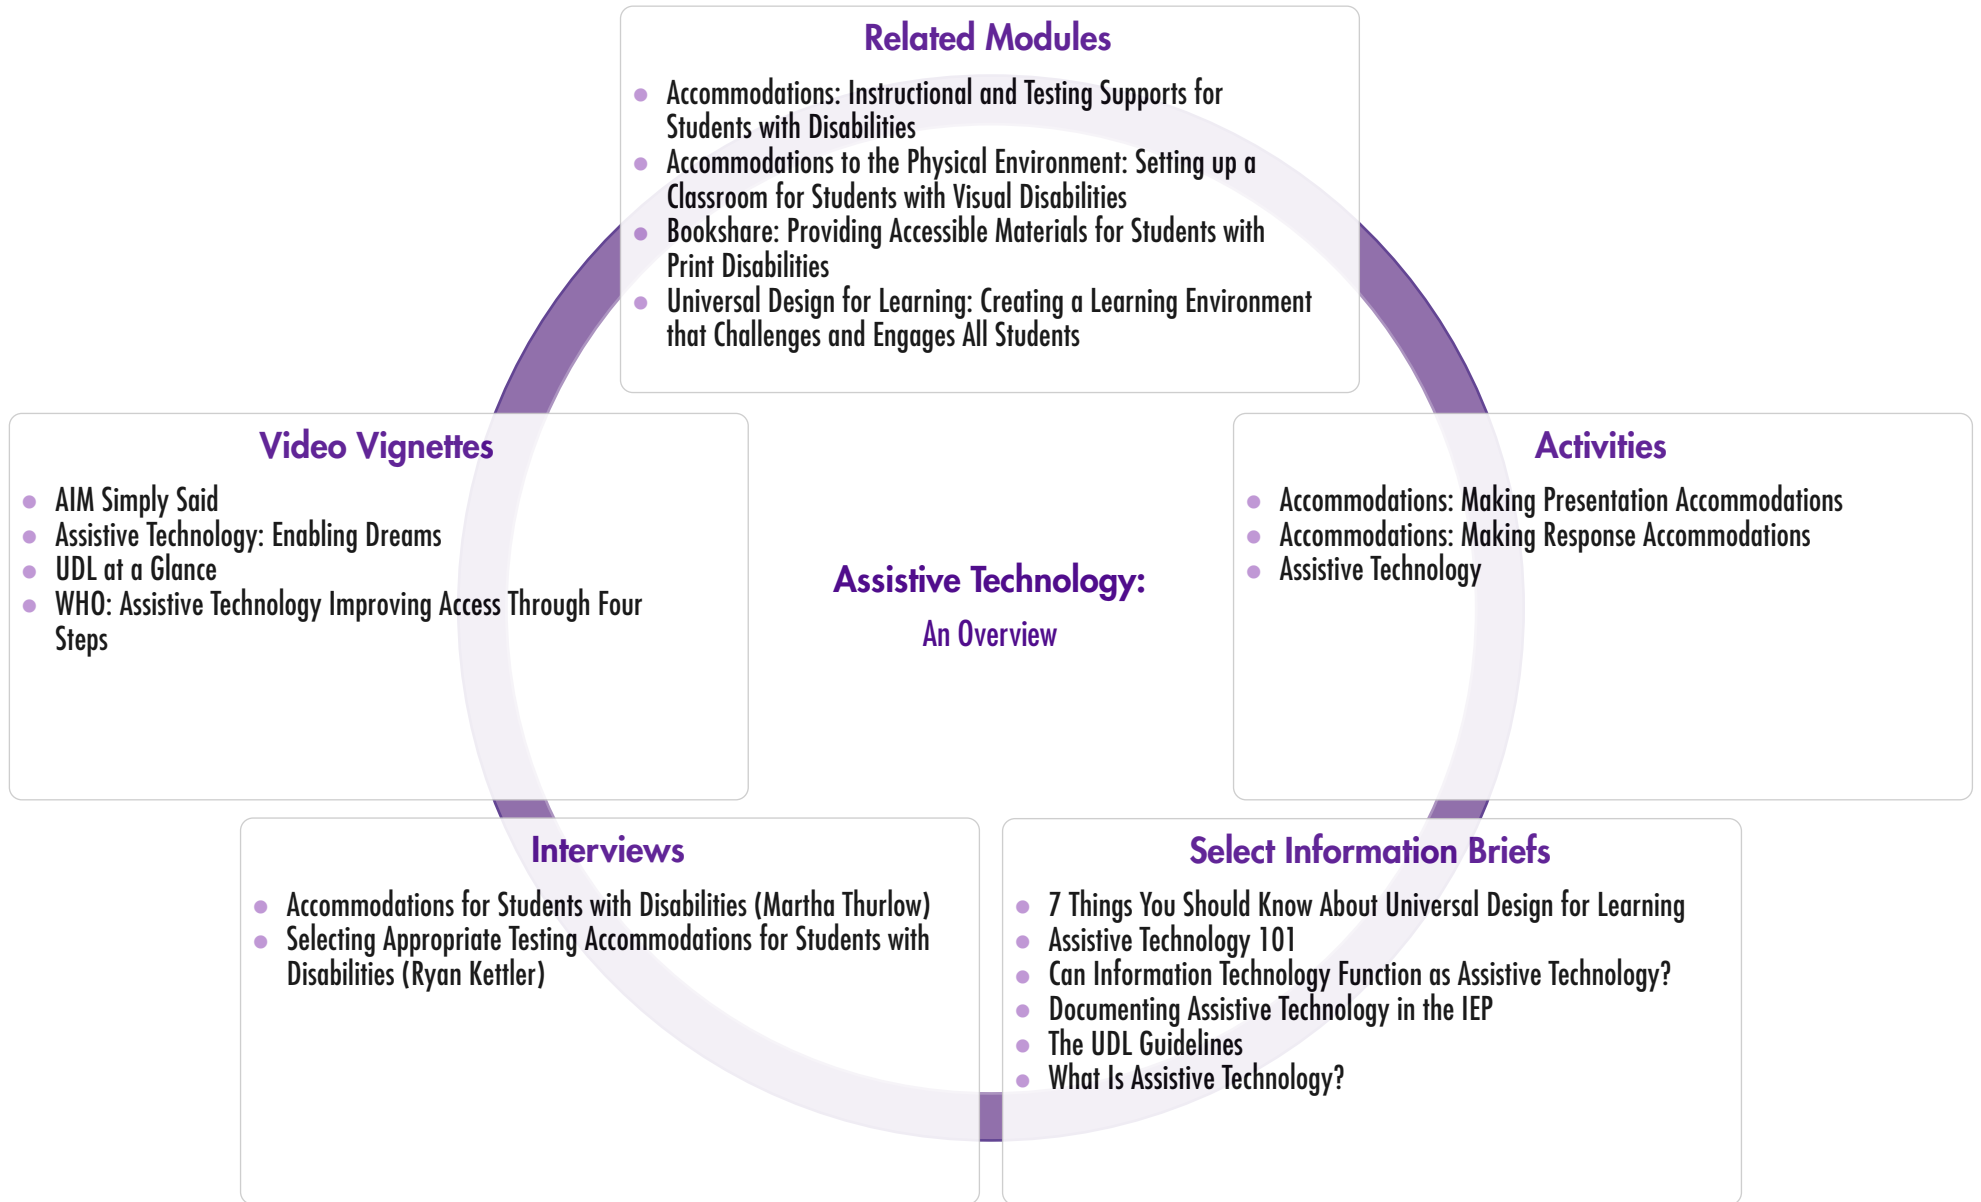 Related Modules
Accommodations: Instructional and Testing Supports for
Students with Disabilities
Accommodations to the Physical Environment: Setting up a
Classroom for Students with Visual Disabilities
Bookshare: Providing Accessible Materials for Students with
Print Disabilities
Universal Design for Learning: Creating a Learning Environment
that Challenges and Engages All Students
Video Vignettes
AIM Simply Said
Assistive Technology: Enabling Dreams
UDL at a Glance
WHO: Assistive Technology Improving Access Through Four
Steps
Assistive Technology:
An Overview
Activities
Accommodations: Making Presentation Accommodations
Accommodations: Making Response Accommodations
Assistive Technology
Interviews
Accommodations for Students with Disabilities (Martha Thurlow)
Selecting Appropriate Testing Accommodations for Students with
Disabilities (Ryan Kettler)
Select Information Briefs
7 Things You Should Know About Universal Design for Learning
Assistive Technology 101
Can Information Technology Function as Assistive Technology?
Documenting Assistive Technology in the IEP
The UDL Guidelines
What Is Assistive Technology?